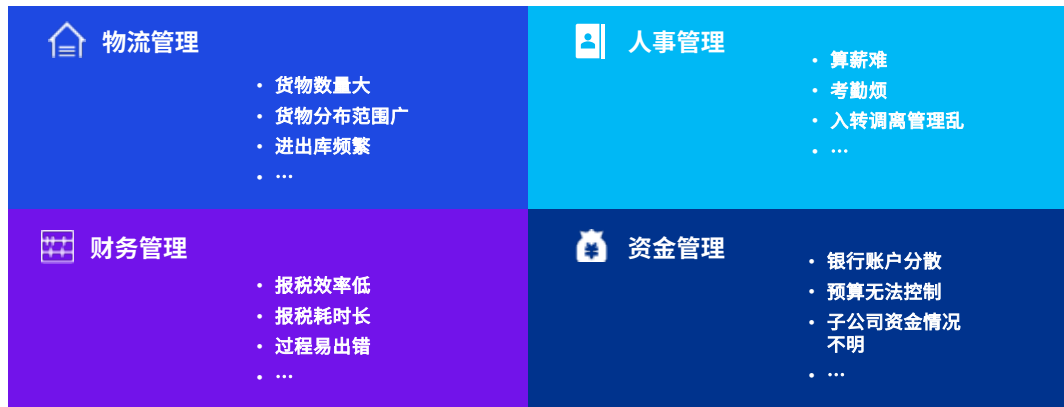 物流管理
• 货物数量大
• 货物分布范围广
• 进出库频繁
• …
人事管理
• 算薪难
• 考勤烦
• 入转调离管理乱
• …
财务管理
• 报税效率低
• 报税耗时长
• 过程易出错
• …
资金管理
• 银行账户分散
• 预算无法控制
• 子公司资金情况
不明
• …